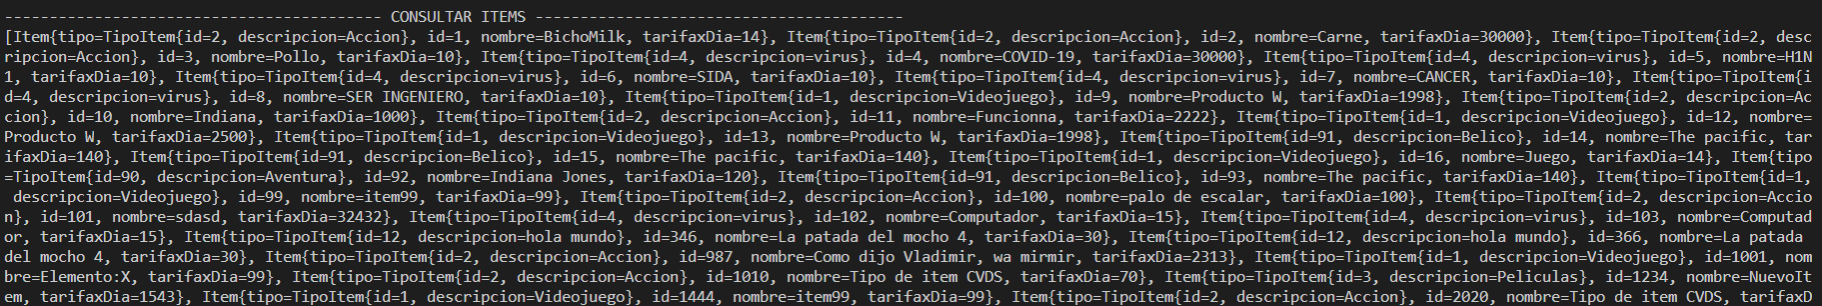 ------------------------------------------ CONSULTAR ITEMS -----------------------------------------
[Item{tipo=TipoItem{id=2, descripcion=Accion}, id=1, nombre=BichoMilk, tarifaxDia=14}, Item{tipo=TipoItem{id=2, descripcion=Accion}, id=2, nombre=Carne, tarifaxDia=30000}, Item{tipo=TipoItem{id=2, desc
ripcion=Accion}, id=3, nombre=Pollo, tarifaxDia=10}, Item{tipo=TipoItem{id=4, descripcion=virus}, id=4, nombre=COVID-19, tarifaxDia=30000}, Item{tipo=TipoItem{id=4, descripcion=virus}, id=5, nombre=H1N
1, tarifaxDia=10}, Item{tipo=TipoItem{id=4, descripcion=virus}, id=6, nombre=SIDA, tarifaxDia=10}, Item{tipo=TipoItem{id=4, descripcion=virus}, id=7, nombre=CANCER, tarifaxDia=10}, Item{tipo=TipoItem{i
d=4, descripcion=virus}, id=8, nombre=SER INGENIERO, tarifaxDia=10}, Item{tipo=TipoItem{id=1, descripcion=Videojuego}, id=9, nombre=Producto W, tarifaxDia=1998}, Item{tipo=TipoItem{id=2, descripcion=Ac
cion}, id=10, nombre=Indiana, tarifaxDia=1000}, Item{tipo=TipoItem{id=2, descripcion=Accion}, id=11, nombre=Funcionna, tarifaxDia=2222}, Item{tipo=TipoItem{id=1, descripcion=Videojuego}, id=12, nombre=
Producto W, tarifaxDia=2500}, Item{tipo=TipoItem{id=1, descripcion=Videojuego}, id=13, nombre=Producto W, tarifaxDia=1998}, Item{tipo=TipoItem{id=91, descripcion=Belico}, id=14, nombre=The pacific, tar
ifaxDia=140}, Item{tipo=TipoItem{id=91, descripcion=Belico}, id=15, nombre=The pacific, tarifaxDia=140}, Item{tipo=TipoItem{id=1, descripcion=Videojuego}, id=16, nombre=Juego, tarifaxDia=14}, Item{tipo
=TipoItem{id=90, descripcion=Aventura}, id=92, nombre=Indiana Jones, tarifaxDia=120}, Item{tipo=TipoItem{id=91, descripcion=Belico}, id=93, nombre=The pacific, tarifaxDia=140}, Item{tipo=TipoItem{id=1,
 descripcion=Videojuego}, id=99, nombre=item99, tarifaxDia=99}, Item{tipo=TipoItem{id=2, descripcion=Accion}, id=100, nombre=palo de escalar, tarifaxDia=100}, Item{tipo=TipoItem{id=2, descripcion=Accio
n}, id=101, nombre=sdasd, tarifaxDia=32432}, Item{tipo=TipoItem{id=4, descripcion=virus}, id=102, nombre=Computador, tarifaxDia=15}, Item{tipo=TipoItem{id=4, descripcion=virus}, id=103, nombre=Computad
or, tarifaxDia=15}, Item{tipo=TipoItem{id=12, descripcion=hola mundo}, id=346, nombre=La patada del mocho 4, tarifaxDia=30}, Item{tipo=TipoItem{id=12, descripcion=hola mundo}, id=366, nombre=La patada
del mocho 4, tarifaxDia=30}, Item{tipo=TipoItem{id=2, descripcion=Accion}, id=987, nombre=Como dijo Vladimir, wa mirmir, tarifaxDia=2313}, Item{tipo=TipoItem{id=1, descripcion=Videojuego}, id=1001, nom
bre=Elemento:X, tarifaxDia=99}, Item{tipo=TipoItem{id=2, descripcion=Accion}, id=1010, nombre=Tipo de item CVDS, tarifaxDia=70}, Item{tipo=TipoItem{id=3, descripcion=Peliculas}, id=1234, nombre=NuevoIt
em, tarifaxDia=1543}, Item{tipo=TipoItem{id=1, descripcion=Videojuego}, id=1444, nombre=item99, tarifaxDia=99}, Item{tipo=TipoItem{id=2, descripcion=Accion}, id=2020, nombre=Tipo de item CVDS, tarifaxD